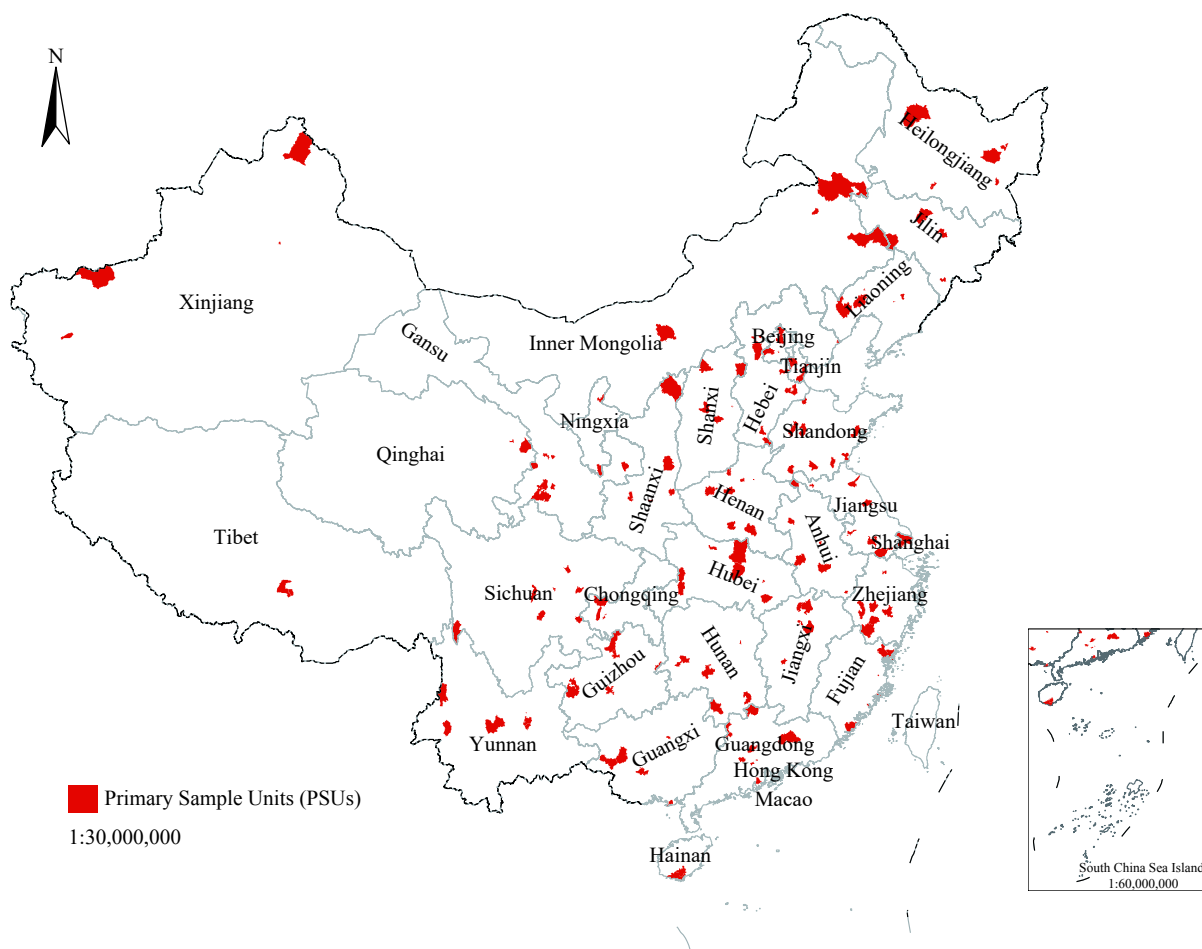 N
Heilongjiang
Jilin
Xinjiang
Liaoning
Gansu
Inner Mongolia
Beijing
Tianjin
Ningxia
Shanxi
Hebei
Shandong
Qinghai
Shaanxi
Henan
Jiangsu
Anhui
Tibet
Shanghai
Hubei
Sichuan
Chongqing
Zhejiang
Hunan
Jiangxi
Guizhou
Fujian
Taiwan
Yunnan
Guangxi
Guangdong
Hong Kong
Macao
Primary Sample Units (PSUs)
1:30,000,000
Hainan
South China Sea Island
1:60,000,000